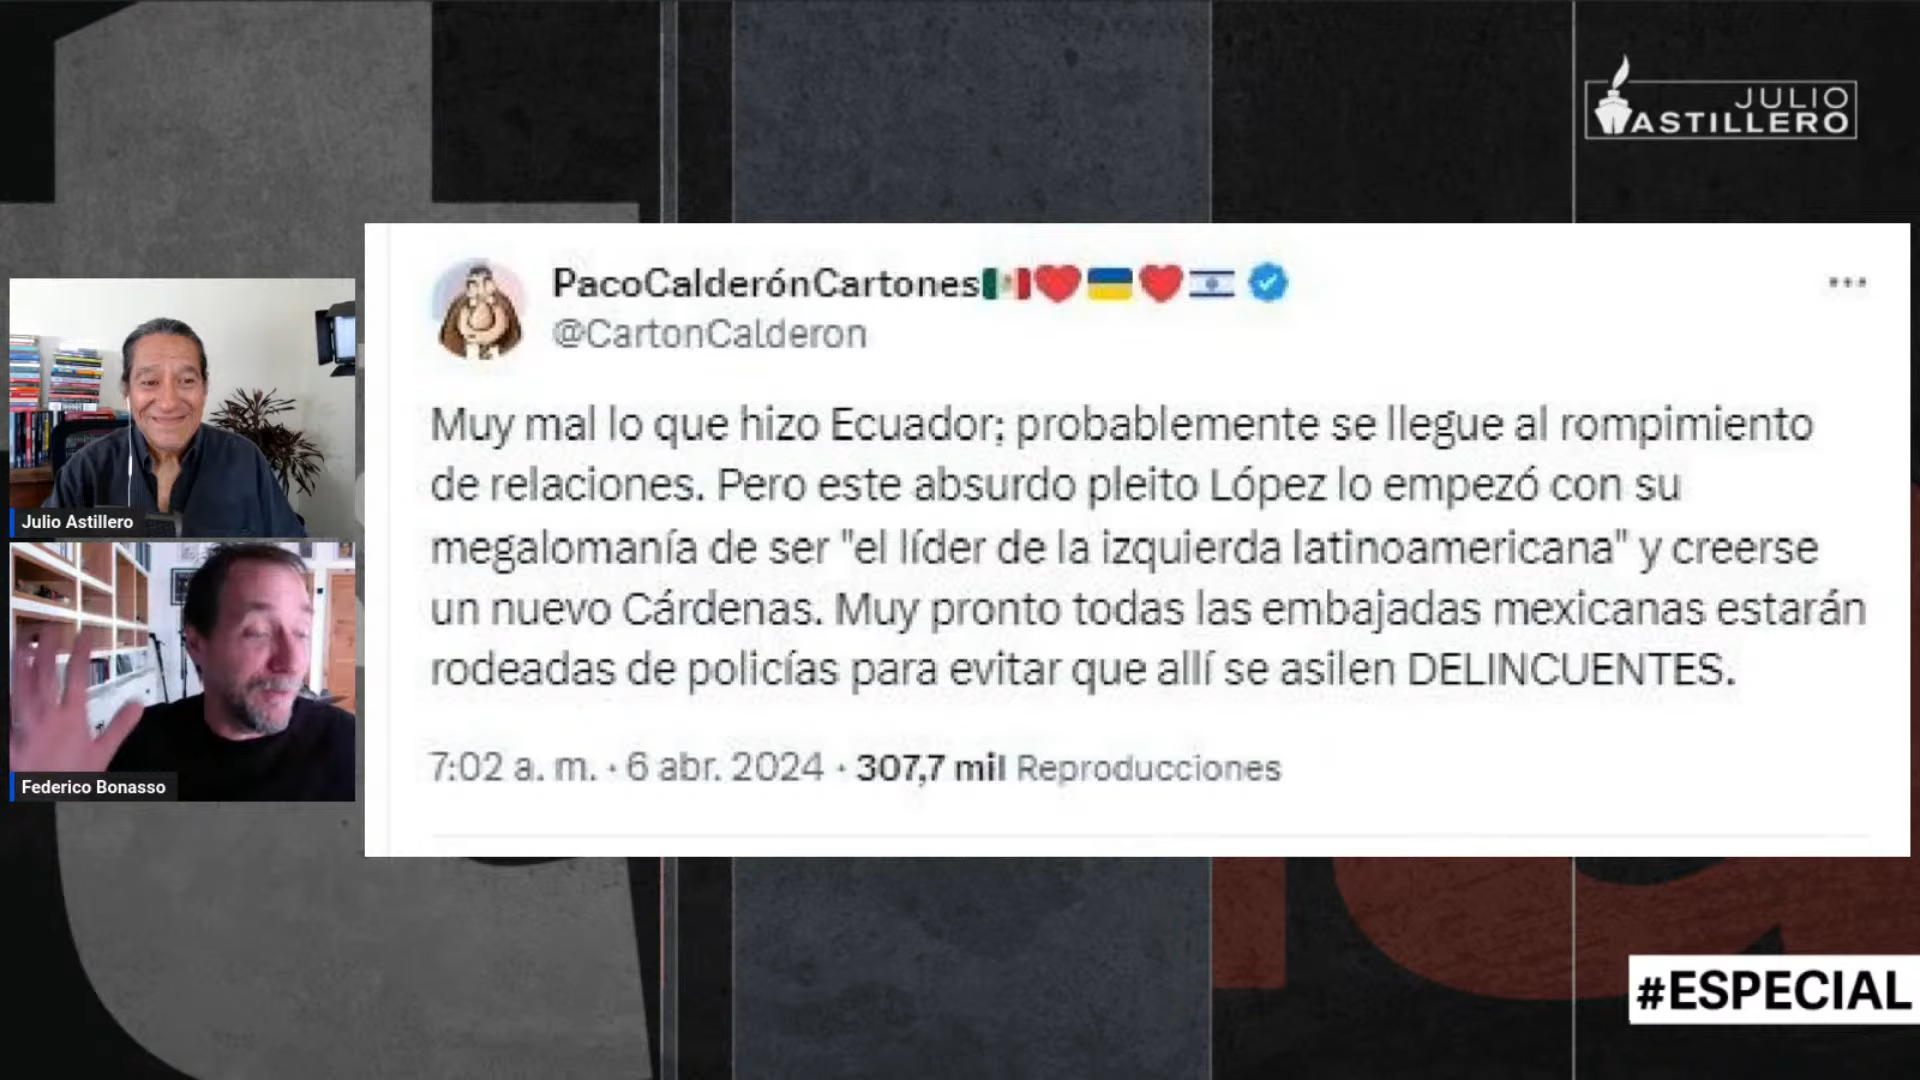 JULIO
ASTILLERO
PacoCalderónCartones
@CartonCalderon
Muy mal lo que hizo Ecuador; probablemente se llegue al rompimiento
de relaciones. Pero este absurdo pleito López lo empezó con su
megalomanía de ser "el líder de la izquierda latinoamericana" y creerse
un nuevo Cárdenas. Muy pronto todas las embajadas mexicanas estarán
rodeadas de policías para evitar que allí se asilen DELINCUENTES.
7:02 a. m. · 6 abr. 2024 · 307,7 mil Reproducciones
Julio Astillero
Federico Bonasso
#ESPECIAL